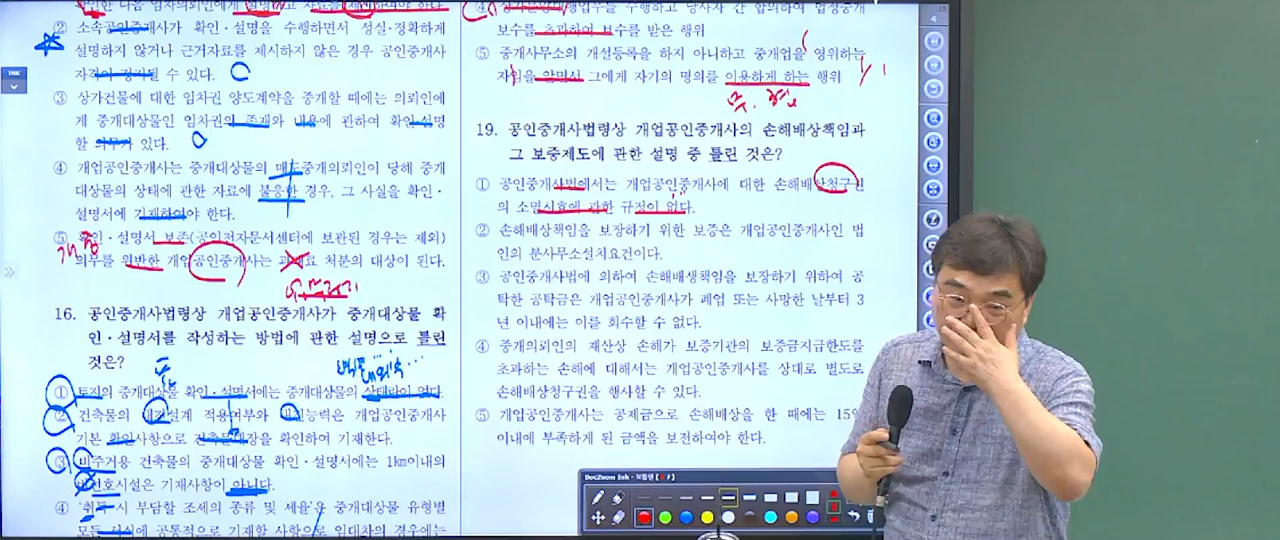 ② 소속공인중개사가 확인·설명을 수행하면서 성실·정확하게
설명하지 않거나 근거자료를 제시하지 않은 경우 공인중개사
자격이 정지될 수 있다.
③ 상가건물에 대한 임차권 양도계약을 중개할 때에는 의뢰인에
게 중개대상물인 임차권의 존재와 내용에 관하여 확인·설명
할 의무가 있다.
④ 개업공인중개사는 중개대상물의 매도중개의뢰인이 당해 중개
대상물의 상태에 관한 자료에 불응한 경우, 그 사실을 확인·
설명서에 기재하여야 한다.
⑤ 확인·설명서 보존(공인전자문서센터에 보관된 경우는 제외)
의무를 위반한 개업공인중개사는 과태료 처분의 대상이 된다.
16. 공인중개사법령상 개업공인중개사가 중개대상물 확
인·설명서를 작성하는 방법에 관한 설명으로 틀린
것은?
① 토지의 중개대상물 확인·설명서에는 중개대상물의 상태란이 없다.
② 건축물의 내진설계 적용여부와 내진능력은 개업공인중개사
기본 확인사항으로 건축물대장을 확인하여 기재한다.
③ 비주거용 건축물의 중개대상물 확인·설명서에는 1km이내의
비선호시설은 기재사항이 아니다.
④ '취득 시 부담할 조세의 종류 및 세율'은 중개대상물 유형별
모든 서식에 공통적으로 기재할 사항으로 임대차의 경우에는
보수를 초과하여 보수를 받은 행위
⑤ 중개사무소의 개설등록을 하지 아니하고 중개업을 영위하는
자임을 알면서 그에게 자기의 명의를 이용하게 하는 행위
19. 공인중개사법령상 개업공인중개사의 손해배상책임과
그 보증제도에 관한 설명 중 틀린 것은?
① 공인중개사법에서는 개업공인중개사에 대한 손해배상청구권
의 소멸시효에 관한 규정이 없다.
② 손해배상책임을 보장하기 위한 보증은 개업공인중개사인 법
인의 분사무소설치요건이다.
③ 공인중개사법에 의하여 손해배생책임을 보장하기 위하여 공
탁한 공탁금은 개업공인중개사가 폐업 또는 사망한 날부터 3
년 이내에는 이를 회수할 수 없다.
④ 중개의뢰인의 재산상 손해가 보증기관의 보증금지급한도를
초과하는 손해에 대해서는 개업공인중개사를 상대로 별도로
손해배상청구권을 행사할 수 있다.
⑤ 개업공인중개사는 공제금으로 손해배상을 한 때에는 15일
이내에 부족하게 된 금액을 보전하여야 한다.
DocZoom Ink - 보통펜